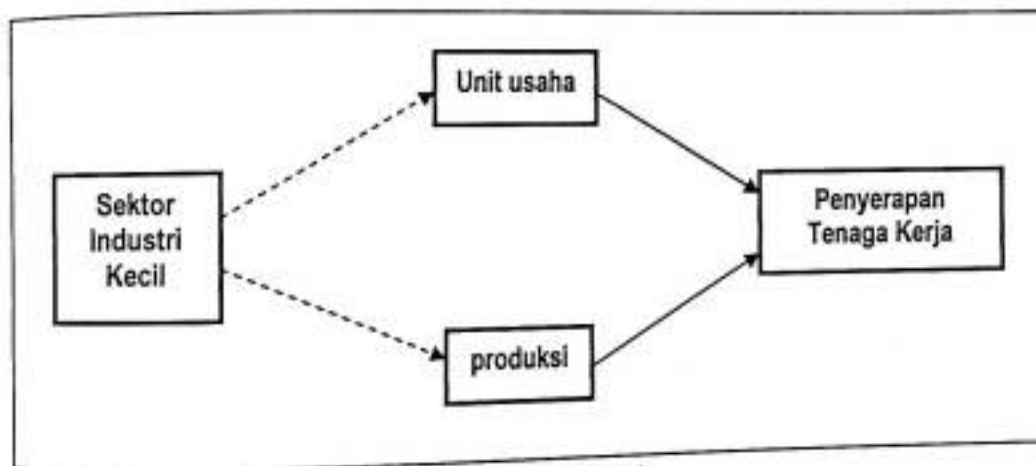 Unit usaha
Sektor
Industri
Kecil
Penyerapan
Tenaga Kerja
produksi